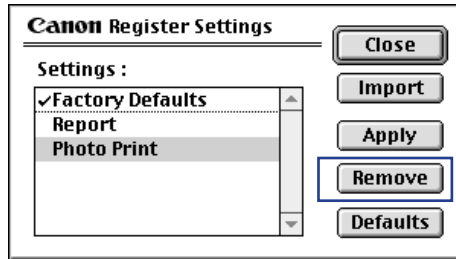 Canon Register Settings
Settings :
✓Factory Defaults
Report
Photo Print
Close
Import
Apply
Remove
Defaults